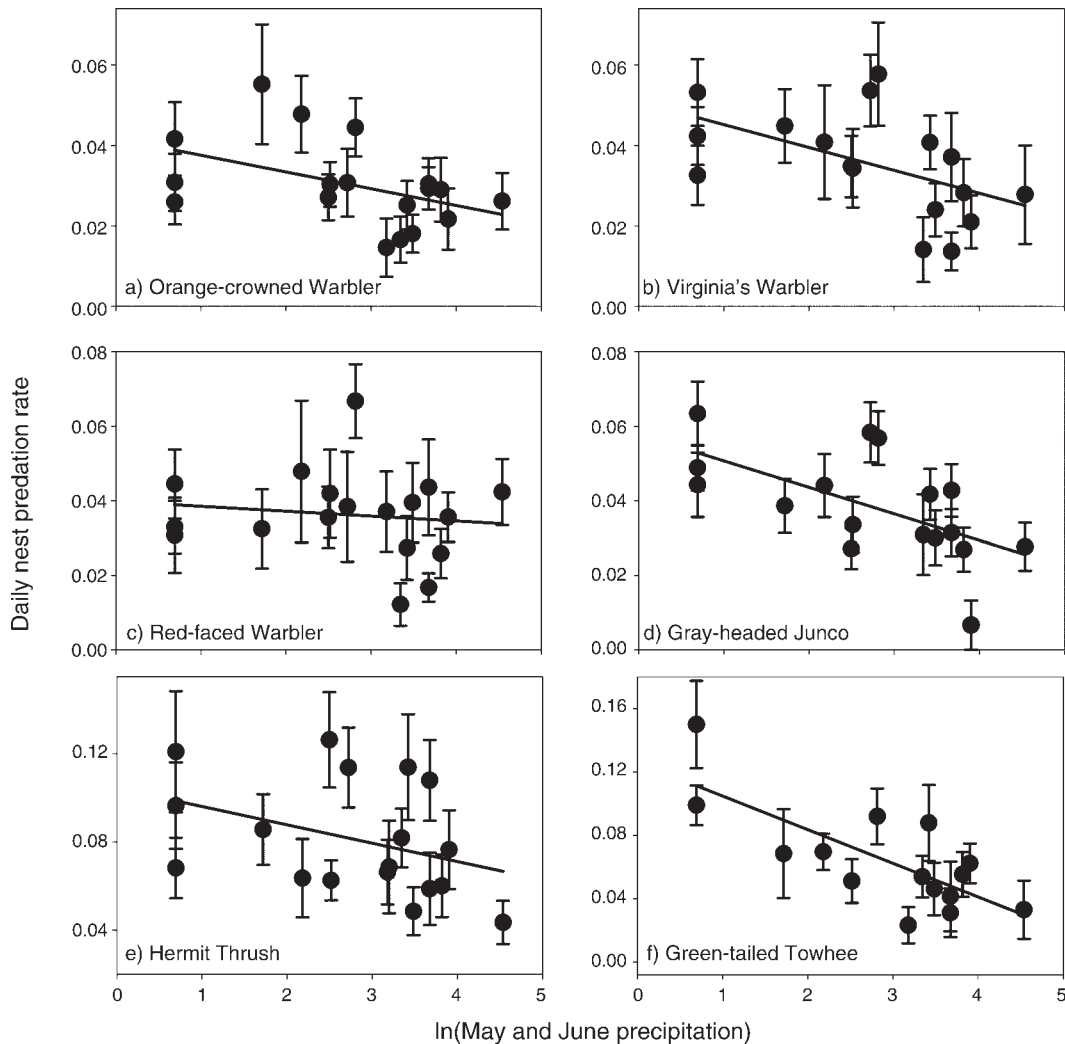 0.06
0.04
0.02
0.00
a) Orange-crowned Warbler
0.06
0.04
0.02
0.00
b) Virginia's Warbler
Daily nest predation rate
0.08
0.06
0.04
0.02
0.00
c) Red-faced Warbler
0.08
0.06
0.04
0.02
0.00
d) Gray-headed Junco
0.12
0.08
0.04
e) Hermit Thrush
0 1 2 3 4 5
0.16
0.12
0.08
0.04
0.00
f) Green-tailed Towhee
0 1 2 3 4 5
ln(May and June precipitation)